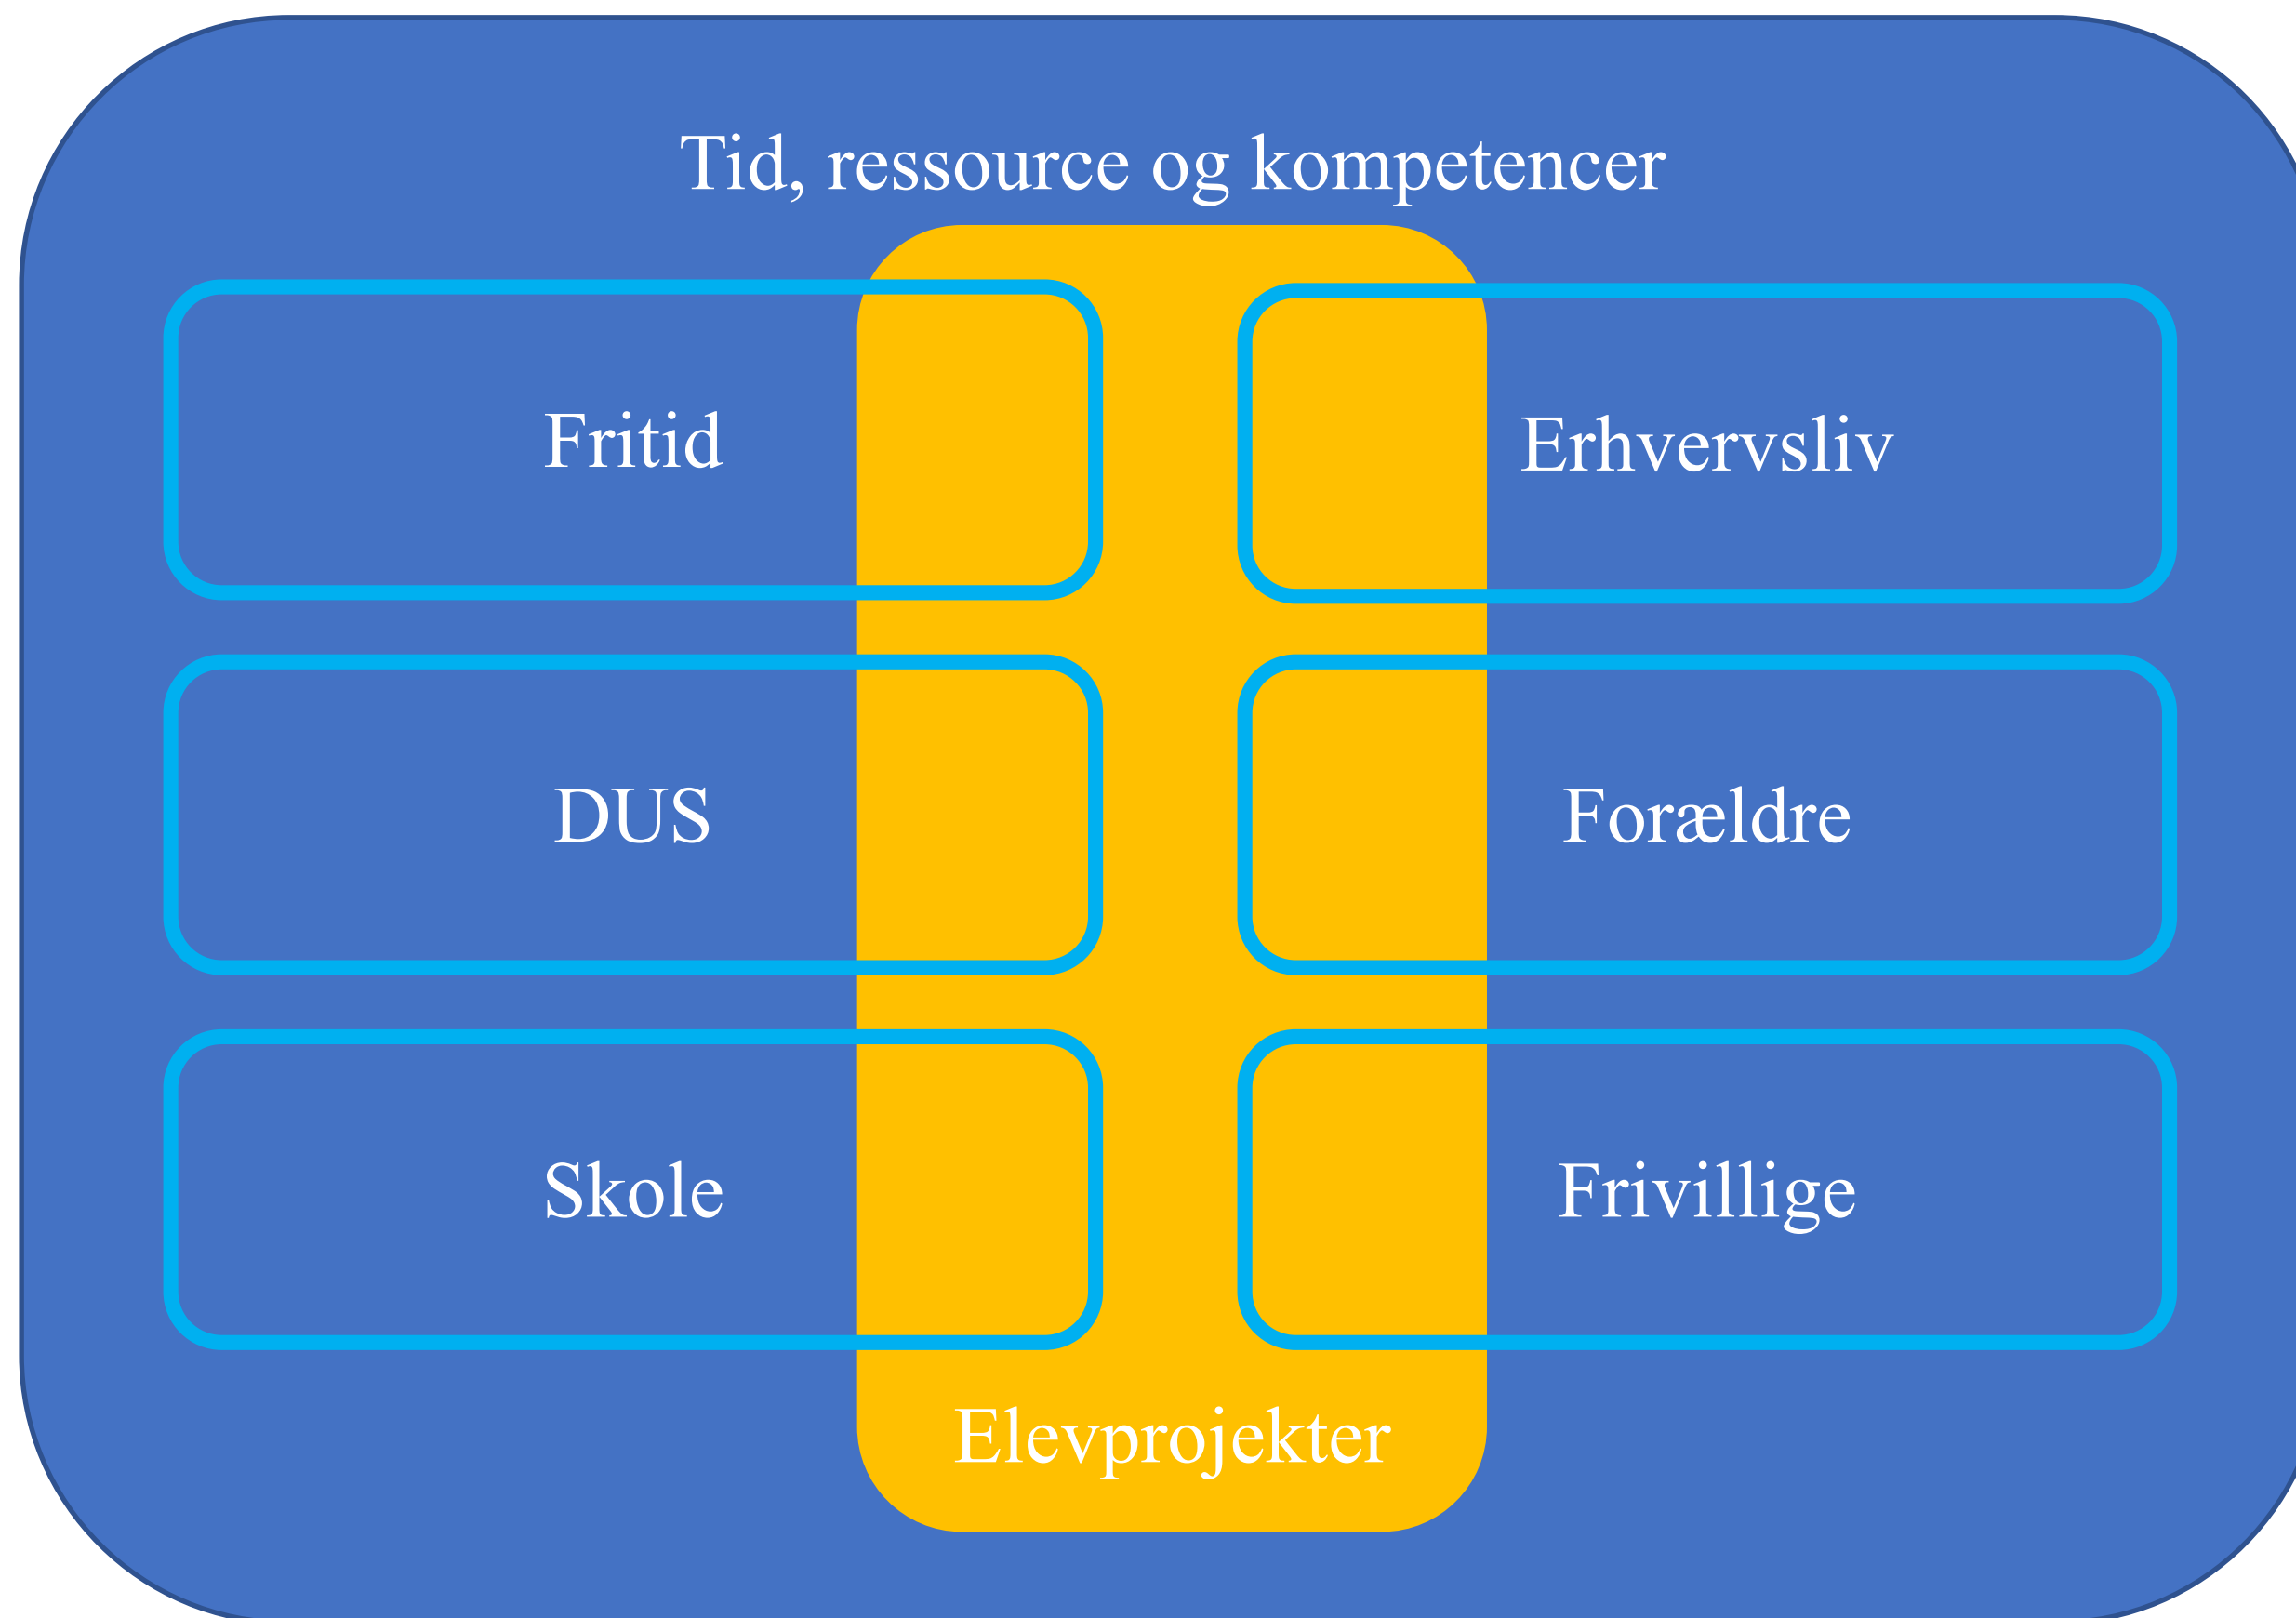 Tid, ressource og kompetencer
Fritid
Erhvervsliv
DUS
Forældre
Skole
Frivillige
Elevprojekter